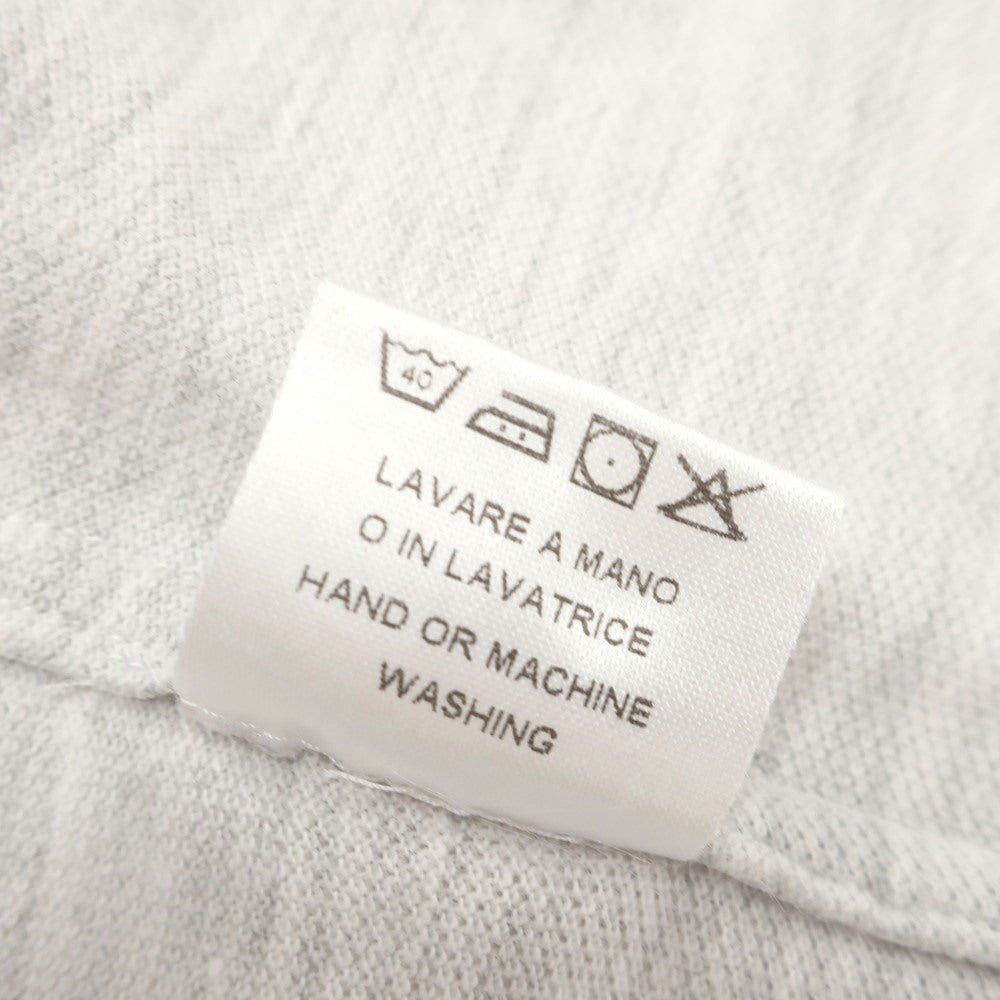 40
LAVARE A MANO
O IN LAVATRICE
HAND OR MACHINE
WASHING